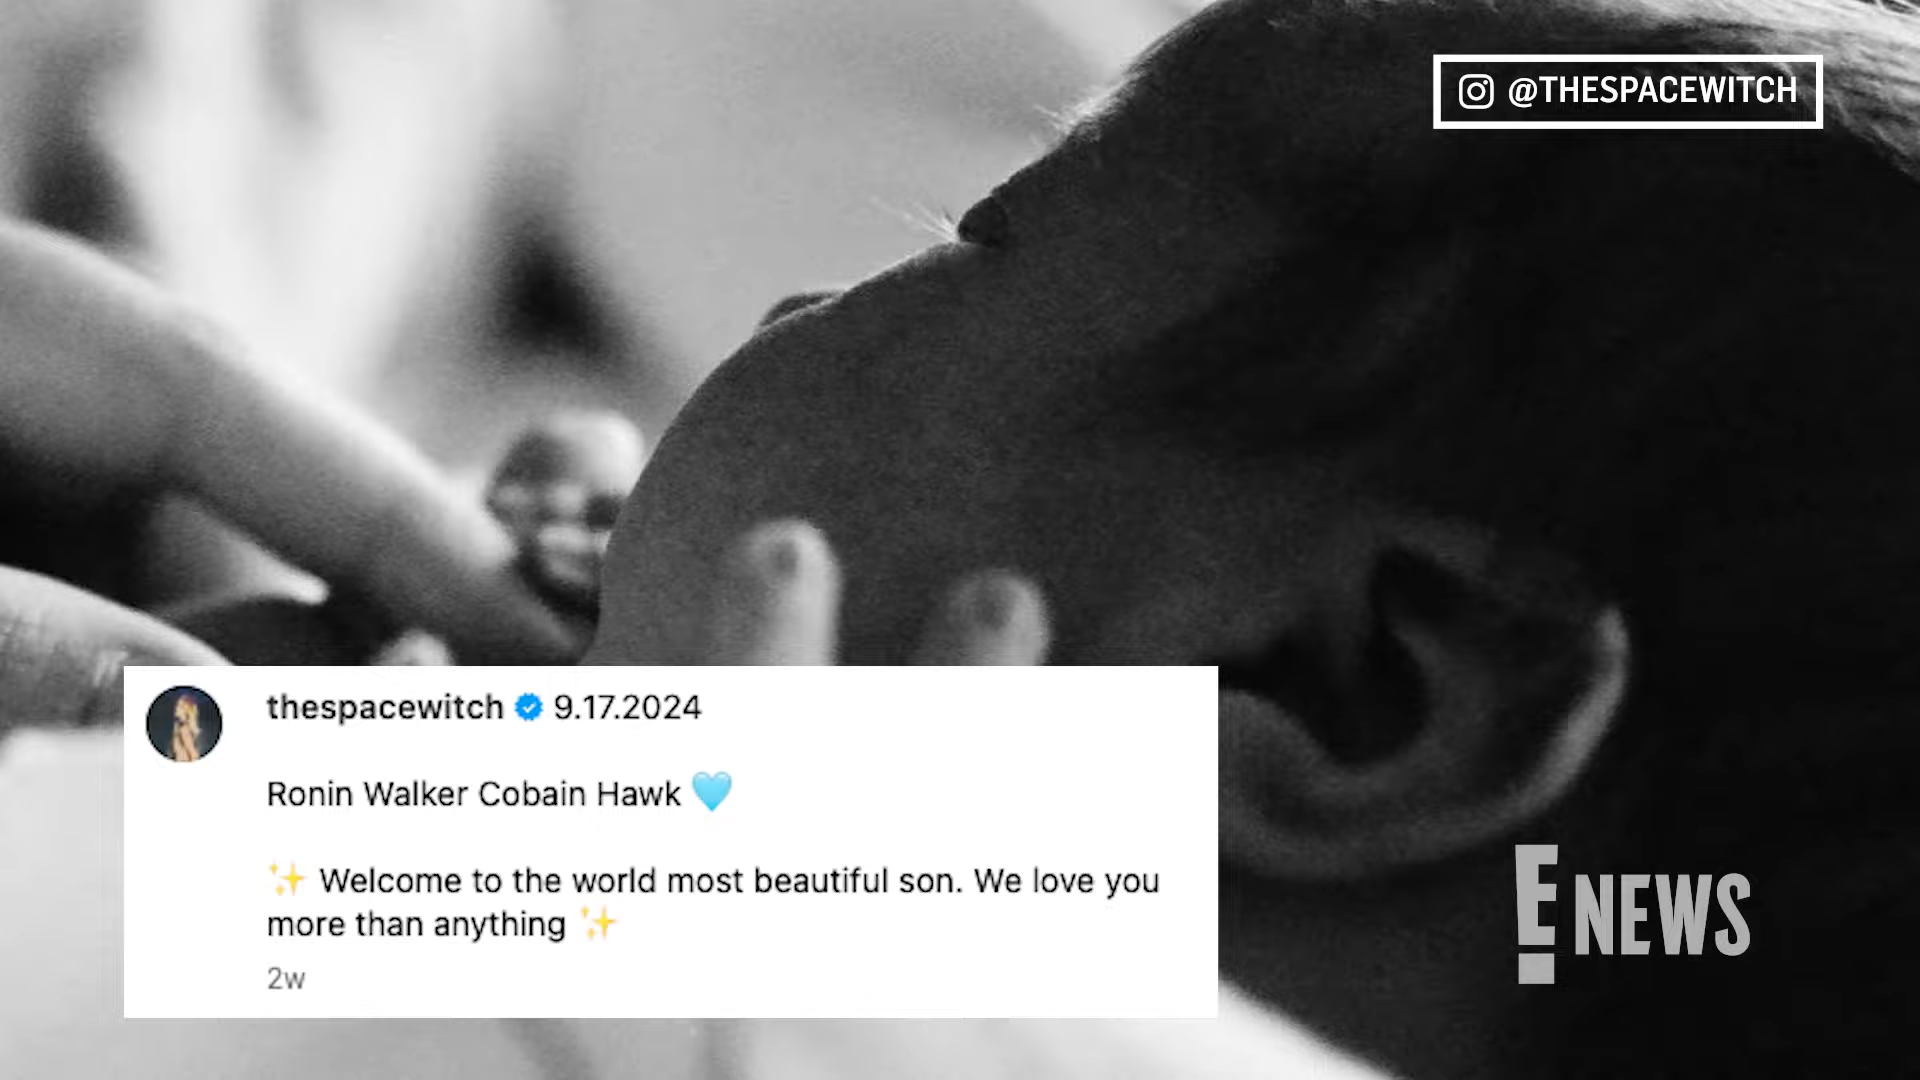 @THESPACEWITCH
thespacewitch 9.17.2024
Ronin Walker Cobain Hawk 🩵
✨ Welcome to the world most beautiful son. We love you
more than anything ✨
2w
E! NEWS